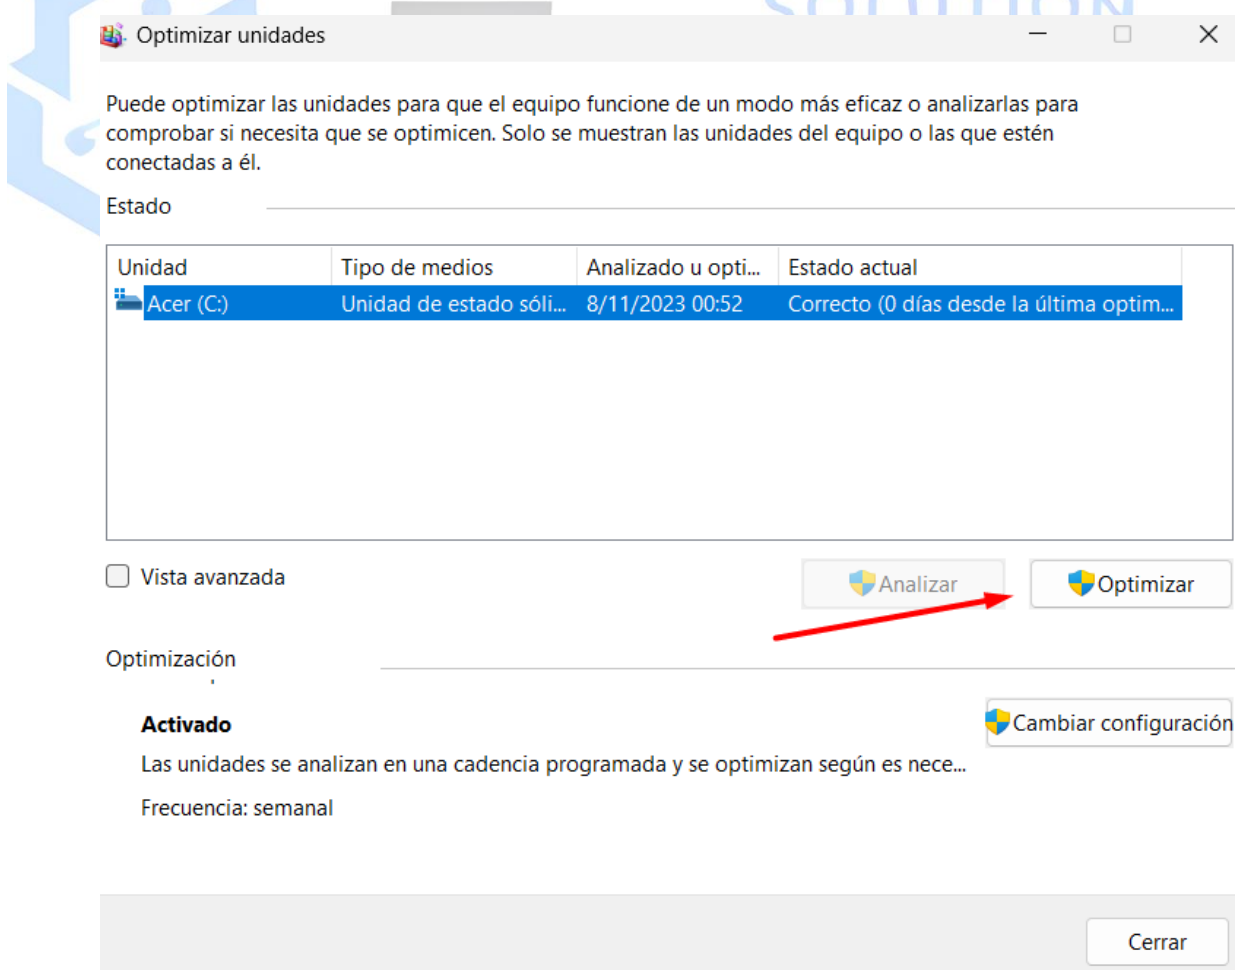 SOLUTION
Optimizar unidades
Puede optimizar las unidades para que el equipo funcione de un modo más eficaz o analizarlas para
comprobar si necesita que se optimicen. Solo se muestran las unidades del equipo o las que estén
conectadas a él.
Estado
Unidad Tipo de medios Analizado u opti... Estado actual
Acer (C:) Unidad de estado sóli... 8/11/2023 00:52 Correcto (0 días desde la última optim...
Vista avanzada
Analizar Optimizar
Optimización
Activado
Cambiar configuración
Las unidades se analizan en una cadencia programada y se optimizan según es nece...
Frecuencia: semanal
Cerrar